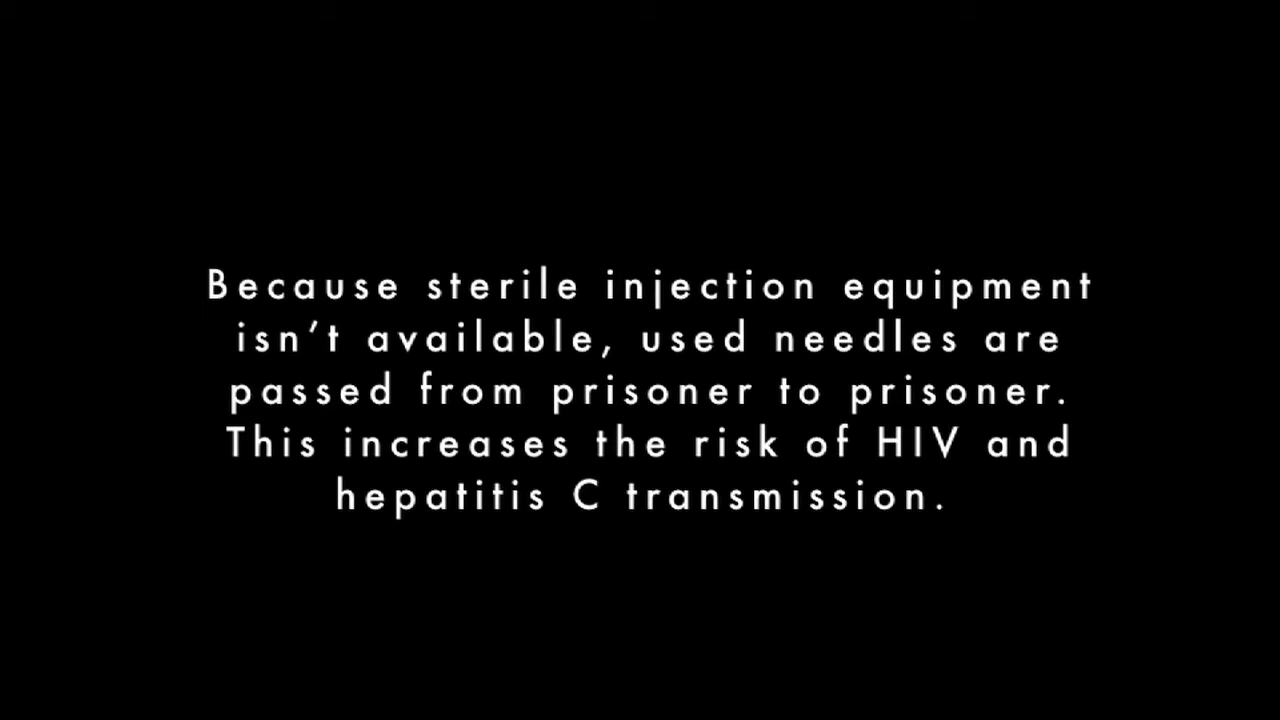 Because sterile injection equipment
isn’t available, used needles are
passed from prisoner to prisoner.
This increases the risk of HIV and
hepatitis C transmission.